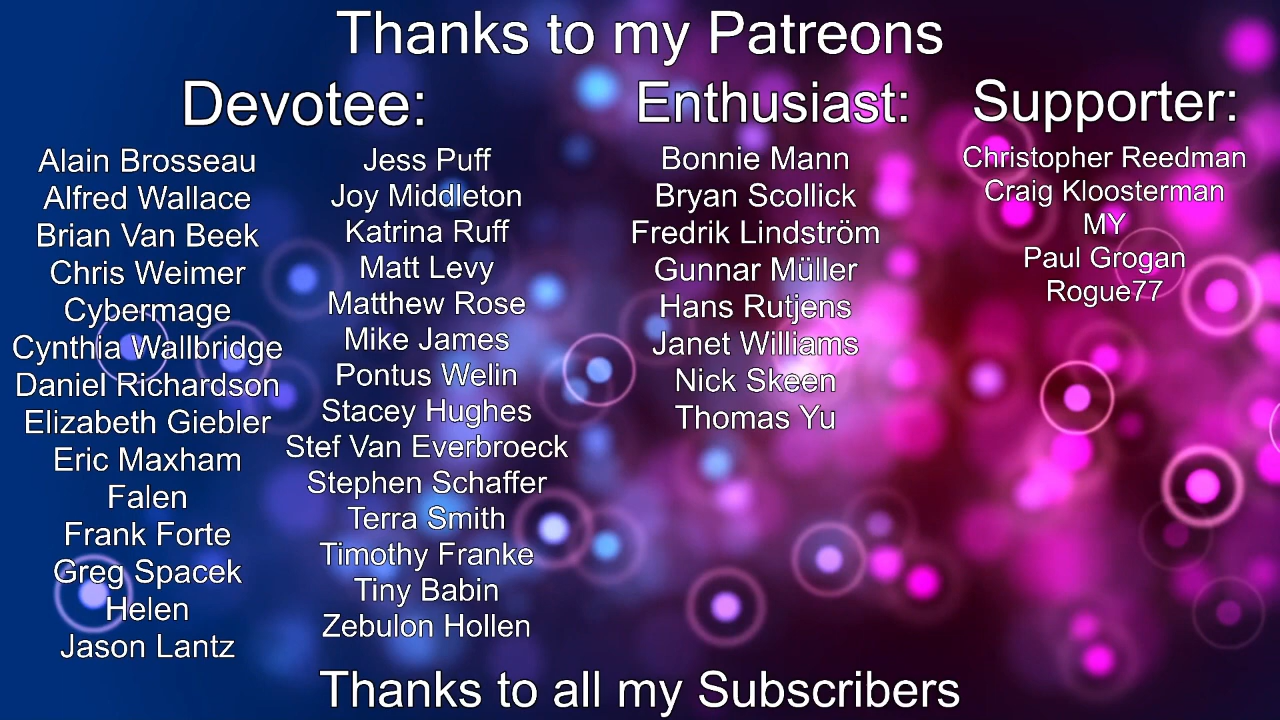 Thanks to my Patreons
Devotee:
Alain Brosseau
Alfred Wallace
Brian Van Beek
Chris Weimer
Cybermage
Cynthia Wallbridge
Daniel Richardson
Elizabeth Giebler
Eric Maxham
Falen
Frank Forte
Greg Spacek
Helen
Jason Lantz
Jess Puff
Joy Middleton
Katrina Ruff
Matt Levy
Matthew Rose
Mike James
Pontus Welin
Stacey Hughes
Stef Van Everbroeck
Stephen Schaffer
Terra Smith
Timothy Franke
Tiny Babin
Zebulon Hollen
Enthusiast:
Bonnie Mann
Bryan Scollick
Fredrik Lindström
Gunnar Müller
Hans Rutjens
Janet Williams
Nick Skeen
Thomas Yu
Supporter:
Christopher Reedman
Craig Kloosterman
MY
Paul Grogan
Rogue77
Thanks to all my Subscribers